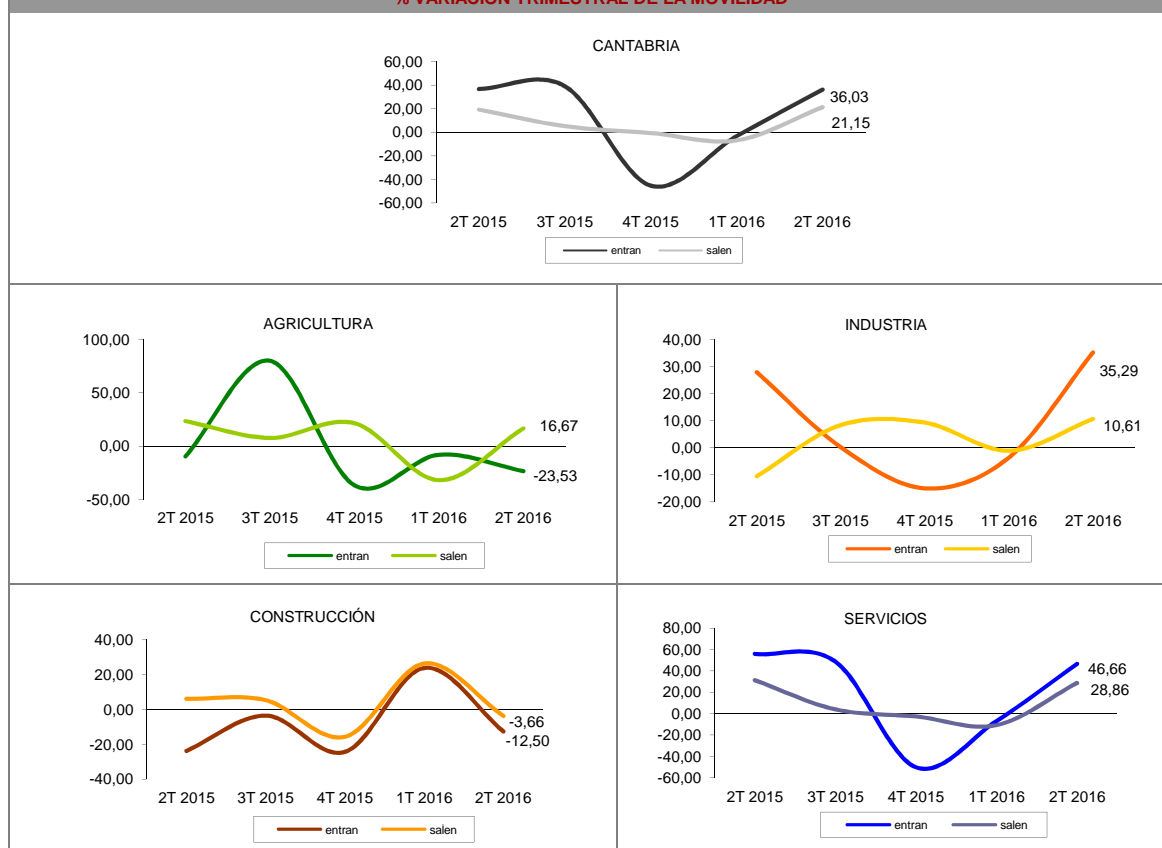 % VARIACIÓN TRIMESTRAL DE LA MOVILIDAD
CANTABRIA
60,00
40,00
20,00
0,00
-20,00
-40,00
-60,00
36,03
21,15
2T 2015 3T 2015 4T 2015 1T 2016 2T 2016
entran salen
AGRICULTURA
100,00
50,00
0,00
-50,00
16,67
-23,53
2T 2015 3T 2015 4T 2015 1T 2016 2T 2016
entran salen
INDUSTRIA
40,00
30,00
20,00
10,00
0,00
-10,00
-20,00
35,29
10,61
2T 2015 3T 2015 4T 2015 1T 2016 2T 2016
entran salen
CONSTRUCCIÓN
40,00
20,00
0,00
-20,00
-40,00
-3,66
-12,50
2T 2015 3T 2015 4T 2015 1T 2016 2T 2016
entran salen
SERVICIOS
80,00
60,00
40,00
20,00
0,00
-20,00
-40,00
-60,00
46,66
28,86
2T 2015 3T 2015 4T 2015 1T 2016 2T 2016
entran salen